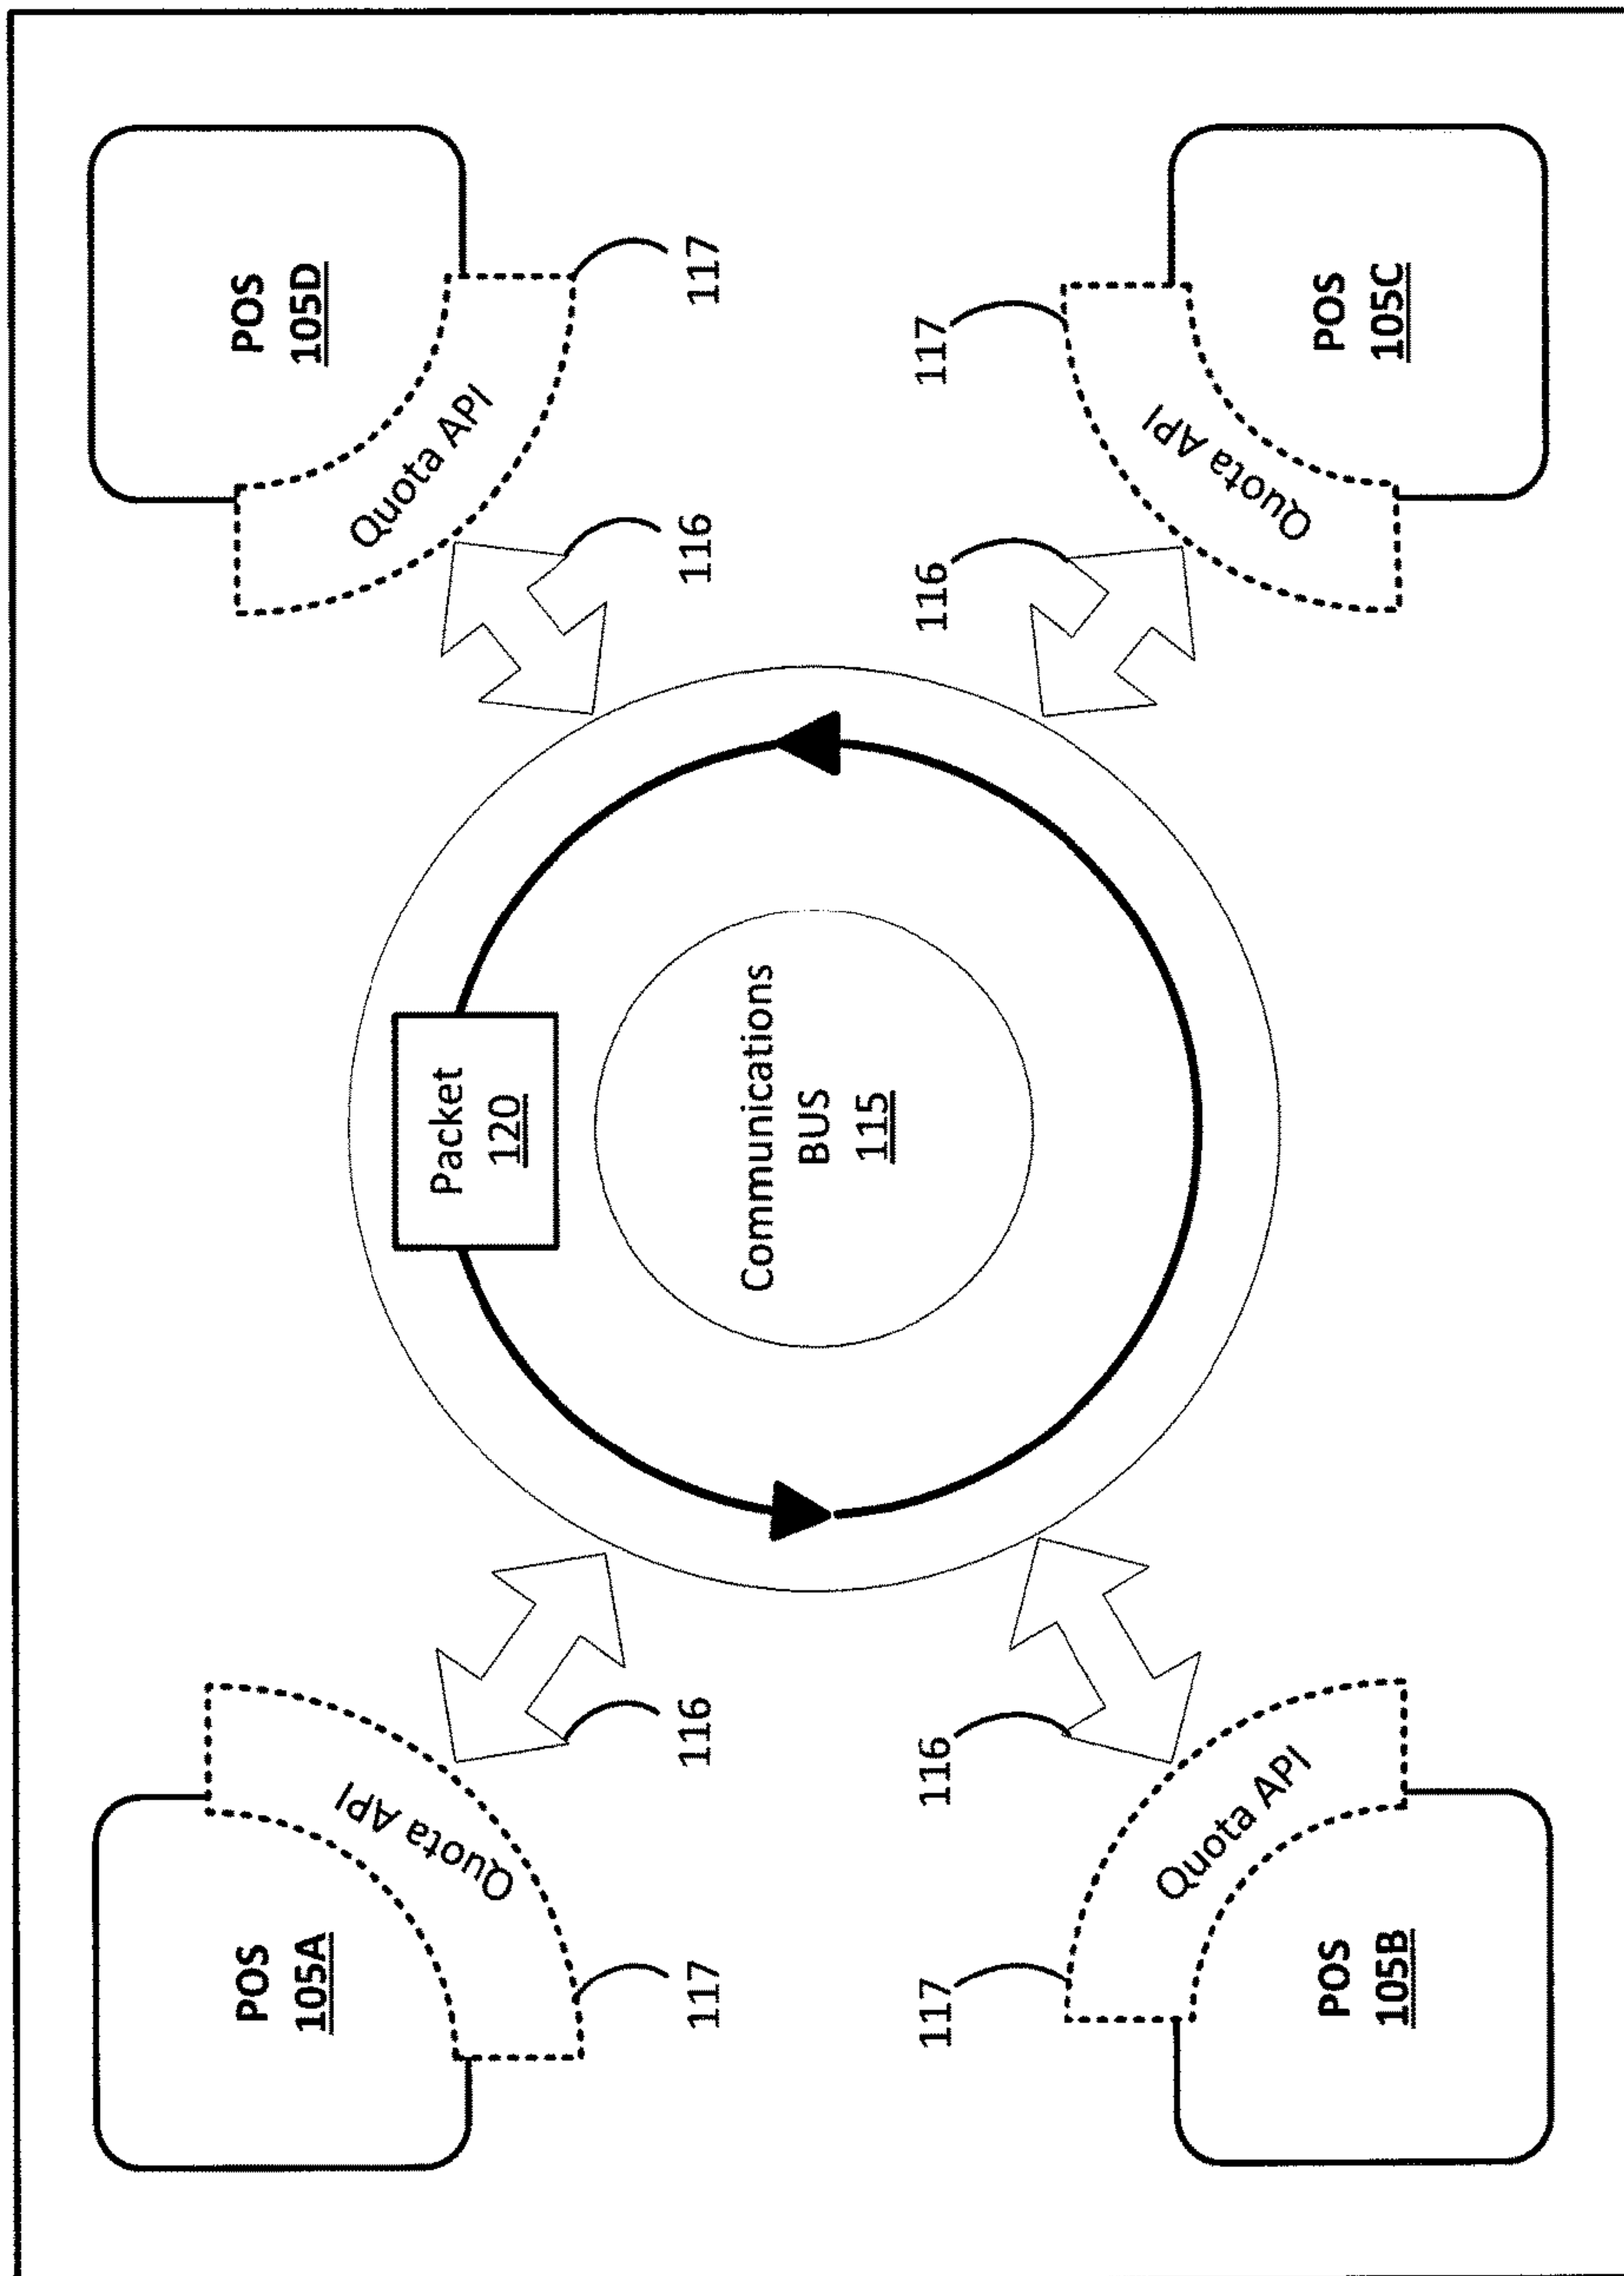 POS
105A
Quota API
117
116
Packet
120
POS
105D
Quota API
117
116
Communications
BUS
115
POS
105B
Quota API
117
116
POS
105C
Quota API
117
116